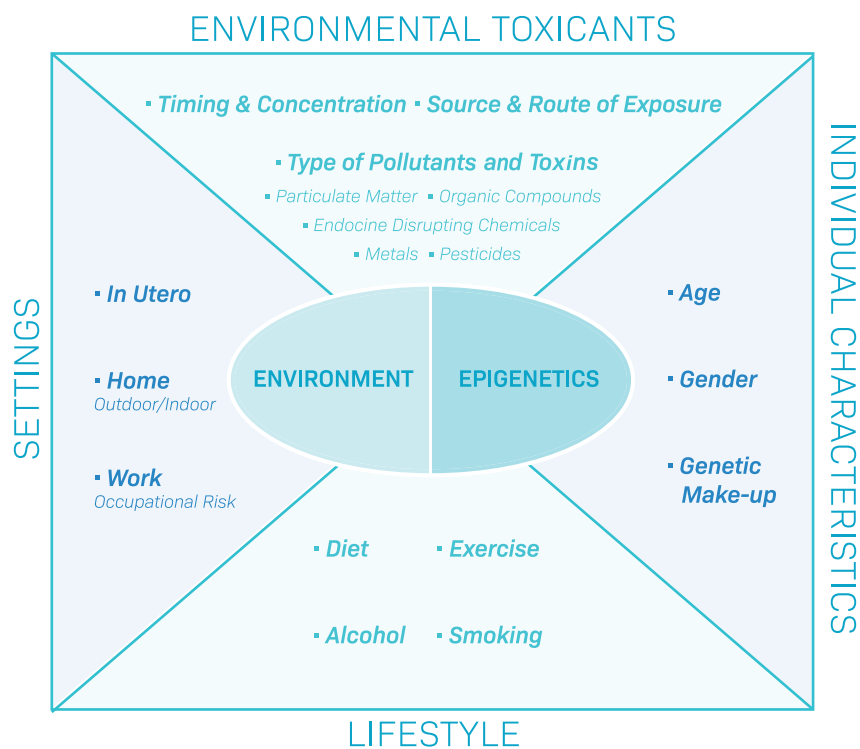 ENVIRONMENTAL TOXICANTS
▪ Timing & Concentration ▪ Source & Route of Exposure
▪ Type of Pollutants and Toxins
▪ Particulate Matter ▪ Organic Compounds
▪ Endocrine Disrupting Chemicals
▪ Metals ▪ Pesticides
SETTINGS
▪ In Utero
▪ Home
Outdoor/Indoor
▪ Work
Occupational Risk
ENVIRONMENT
EPIGENETICS
▪ Age
▪ Gender
▪ Genetic
Make-up
INDIVIDUAL CHARACTERISTICS
▪ Diet
▪ Exercise
▪ Alcohol
▪ Smoking
LIFESTYLE